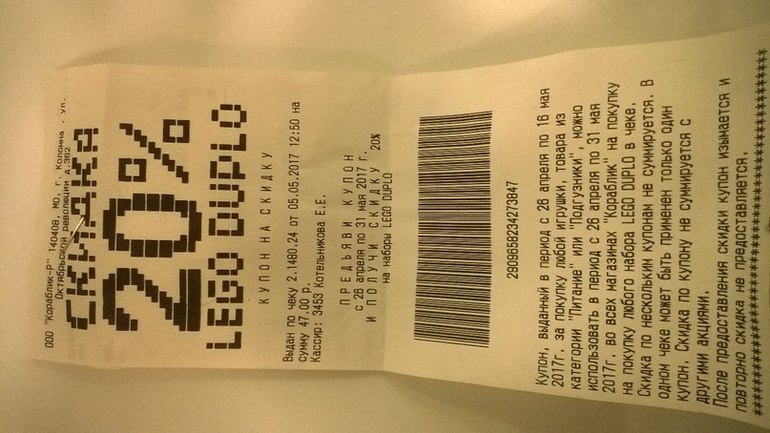 ООО "Кораблик-Р" 140408, МО, г. Коломна, ул.
Октябрьской революции д.362
СКИДКА
20%
LEGO DUPLO
КУПОН НА СКИДКУ
Выдан по чеку 2.1480.24 от 05.05.2017 12:50 на
сумму 47.00 р.
Кассир: 3453 Котельникова Е.Е.
ПРЕДЪЯВИ КУПОН
с 26 апреля по 31 мая 2017 г.
И ПОЛУЧИ СКИДКУ 20%
на наборы LEGO DUPLO
2909658234273847
Купон, выданный в период с 26 апреля по 16 мая
2017г. за покупку любой игрушки, товара из
категории "Питание" или "Подгузники", можно
использовать в период с 26 апреля по 31 мая
2017г. во всех магазинах "Кораблик" на покупку
на покупку любого набора LEGO DUPLO в чеке.
Скидка по нескольким купонам не суммируется. В
одном чеке может быть применен только один
купон. Скидка по купону не суммируется с
другими акциями.
После предоставления скидки купон изымается и
повторно скидка не предоставляется.